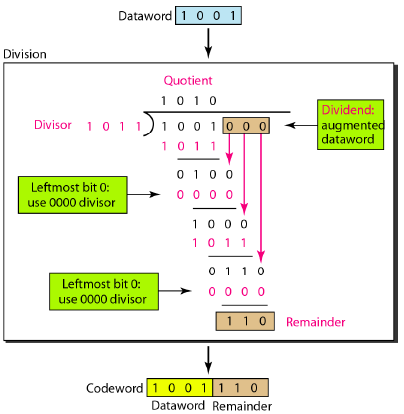 Dataword 1 0 0 1
Division
Quotient
1 0 1 0
Dividend:
augmented
dataword
Divisor 1 0 1 1 1 0 0 1 0 0 0
1 0 1 1
Leftmost bit 0:
use 0000 divisor
0 1 0 0
0 0 0 0
1 0 0 0
1 0 1 1
Leftmost bit 0:
use 0000 divisor
0 1 1 0
0 0 0 0
1 1 0 Remainder
Codeword 1 0 0 1 1 1 0
Dataword Remainder